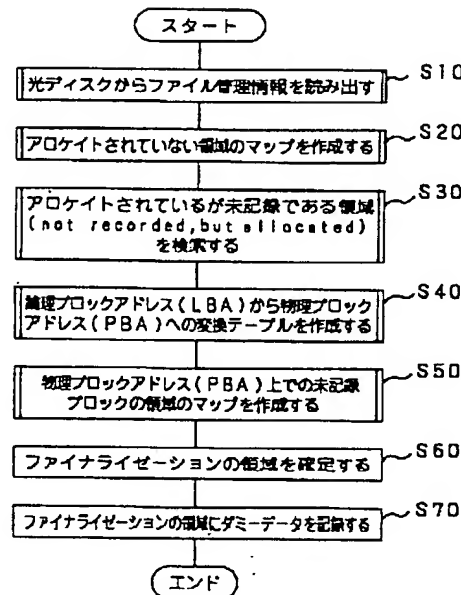 スタート
S10
光ディスクからファイル管理情報を読み出す
S20
アロケイトされていない領域のマップを作成する
S30
アロケイトされているが未記録である領域
(not recorded,but allocated)
を検索する
S40
論理ブロックアドレス(LBA)から物理ブロック
アドレス(PBA)への変換テーブルを作成する
S50
物理ブロックアドレス(PBA)上での未記録
ブロックの領域のマップを作成する
S60
ファイナライゼーションの領域を確定する
S70
ファイナライゼーションの領域にダミーデータを記録する
エンド